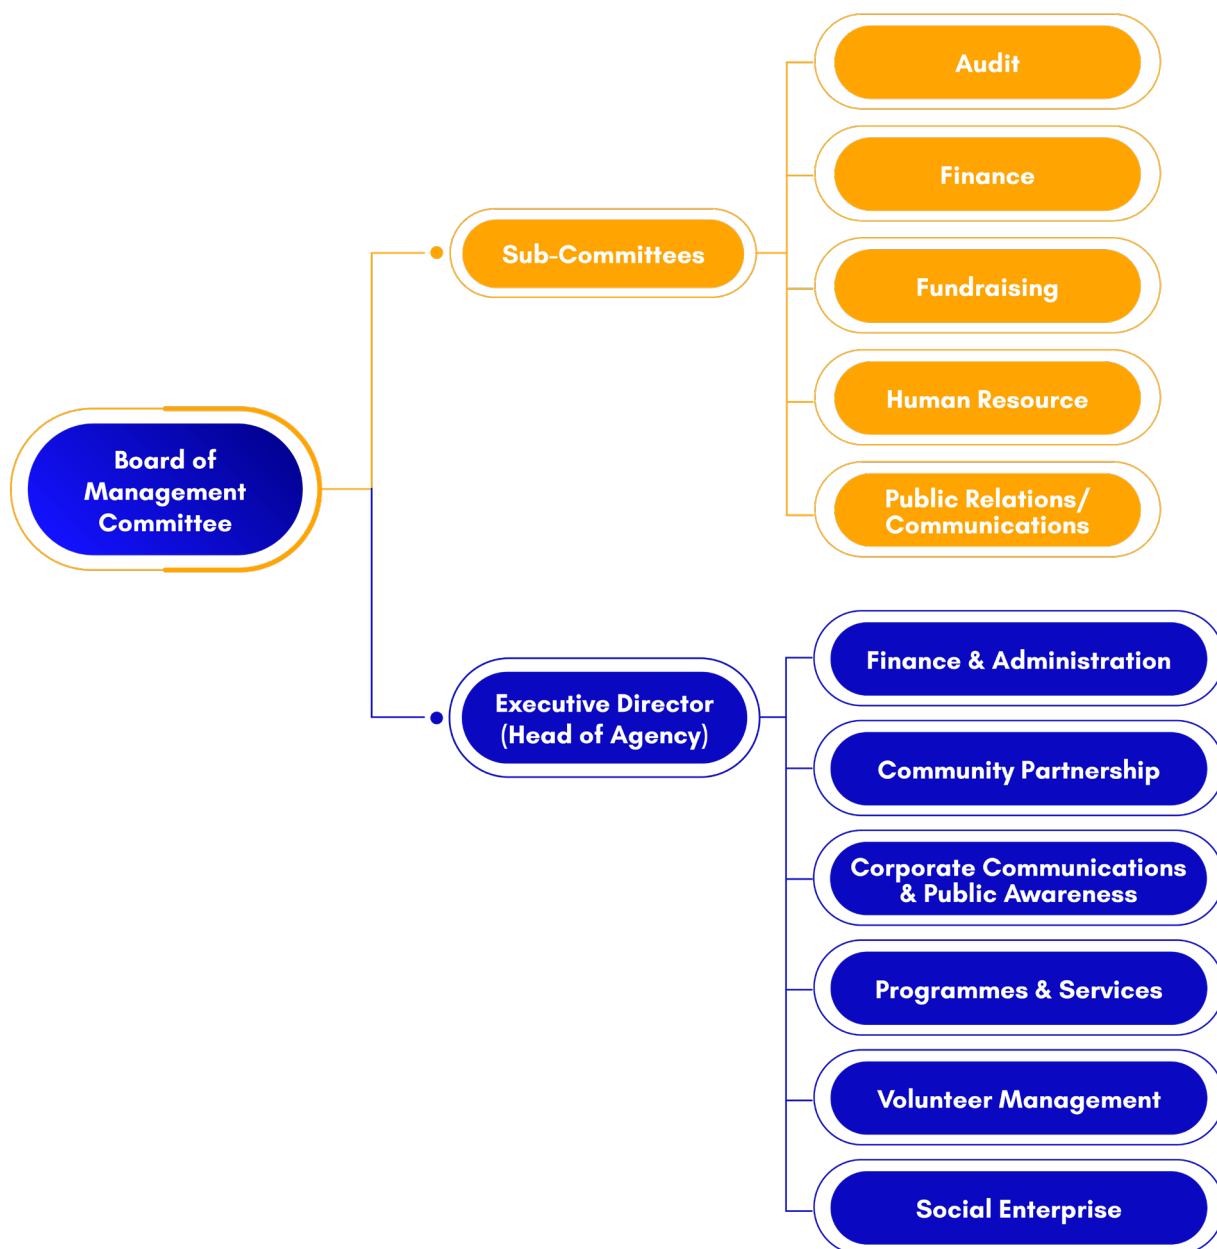 Board of
Management
Committee
Sub-Committees
Audit
Finance
Fundraising
Human Resource
Public Relations/
Communications
Executive Director
(Head of Agency)
Finance & Administration
Community Partnership
Corporate Communications
& Public Awareness
Programmes & Services
Volunteer Management
Social Enterprise